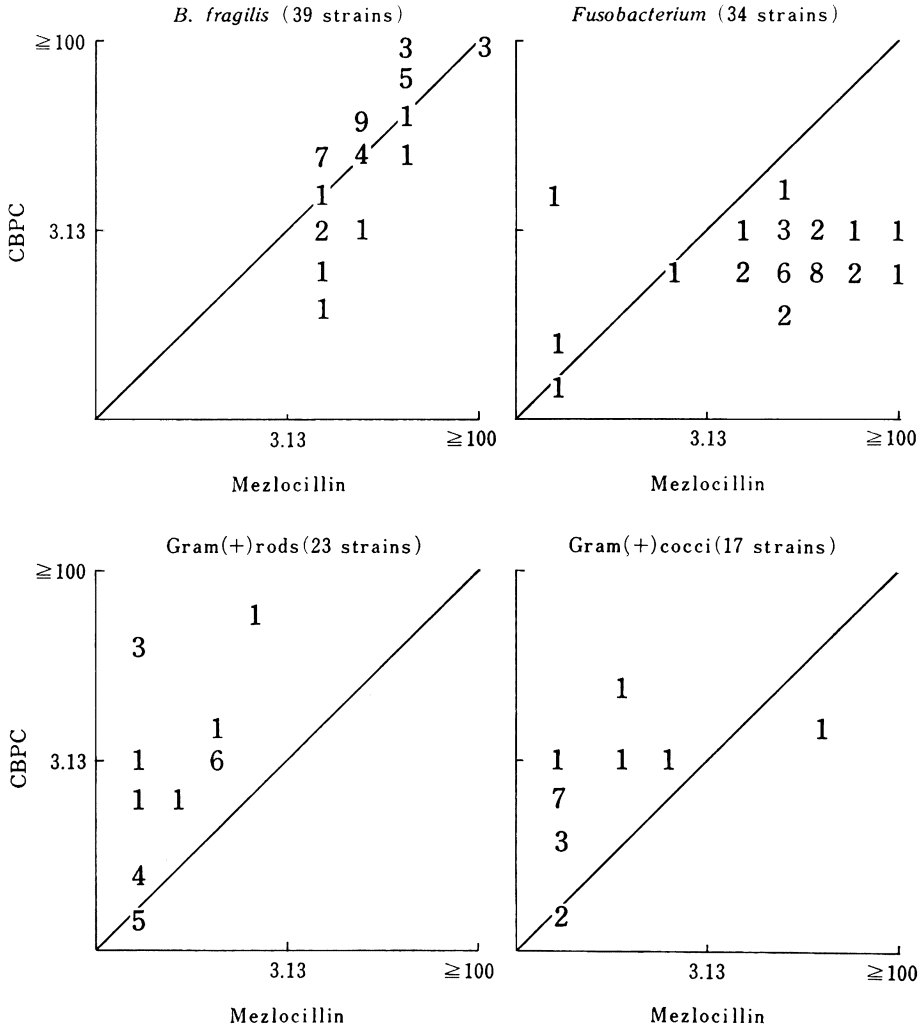 B. fragilis (39 strains)
≧100
3 3
5
1
9
7 4 1
1
CBPC
3.13
2 1
1
1
3.13 ≧100
Mezlocillin
Fusobacterium (34 strains)
1 1
1 3 2 1 1
1 2 6 8 2 1
2
1
1
3.13 ≧100
Mezlocillin
Gram(+)rods(23 strains)
≧100
1
3
1
CBPC
3.13
1 6
1 1
4
5
3.13 ≧100
Mezlocillin
Gram(+)cocci(17 strains)
1
1
1 1 1
7
3
2
3.13 ≧100
Mezlocillin